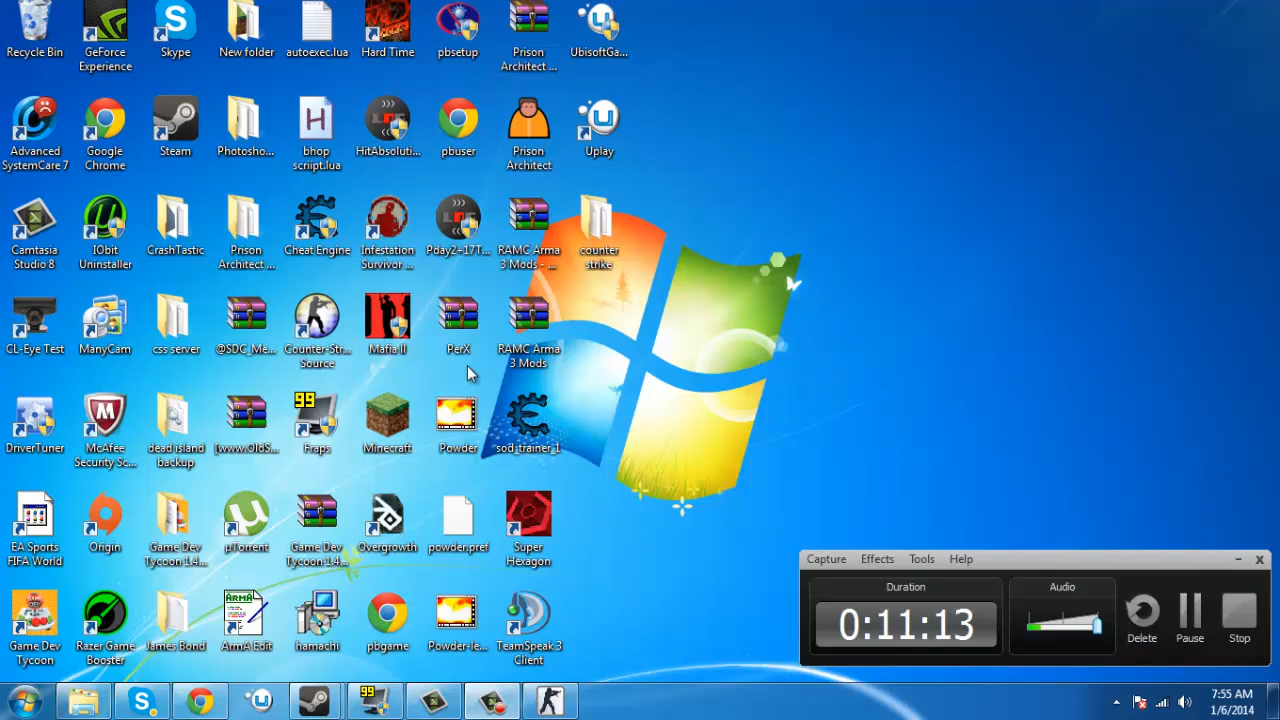 Recycle Bin
GeForce
Experience
Skype
New folder
autoexec.lua
Hard Time
pbsetup
Prison
Architect ...
UbisoftGa...
Advanced
SystemCare 7
Google
Chrome
Steam
Photosho...
H
bhop
scriipt.lua
HitAbsoluti...
pbuser
Prison
Architect
Uplay
Camtasia
Studio 8
IObit
Uninstaller
CrashTastic
Prison
Architect ...
Cheat Engine
Infestation
Survivor ...
Pday2+17T...
RAMC Arma
3 Mods - ...
counter
strike
CL-Eye Test
ManyCam
css server
@SDC_Me...
Counter-Str...
Source
Mafia II
PerX
RAMC Arma
3 Mods
DriverTuner
McAfee
Security Sc...
dead island
backup
[www.OldS...
99
Fraps
Minecraft
Powder
sod_trainer_1
EA Sports
FIFA World
Origin
Game Dev
Tycoon 1.4...
µTorrent
Game Dev
Tycoon 1.4...
Overgrowth
powder.pref
Super
Hexagon
Game Dev
Tycoon
Razer Game
Booster
James Bond
ArmA
ArmA Edit
hamachi
pbgame
Powder-le...
TeamSpeak 3
Client
Capture Effects Tools Help
Duration
0:11:13
Audio
Delete
Pause
Stop
99
7:55 AM
1/6/2014